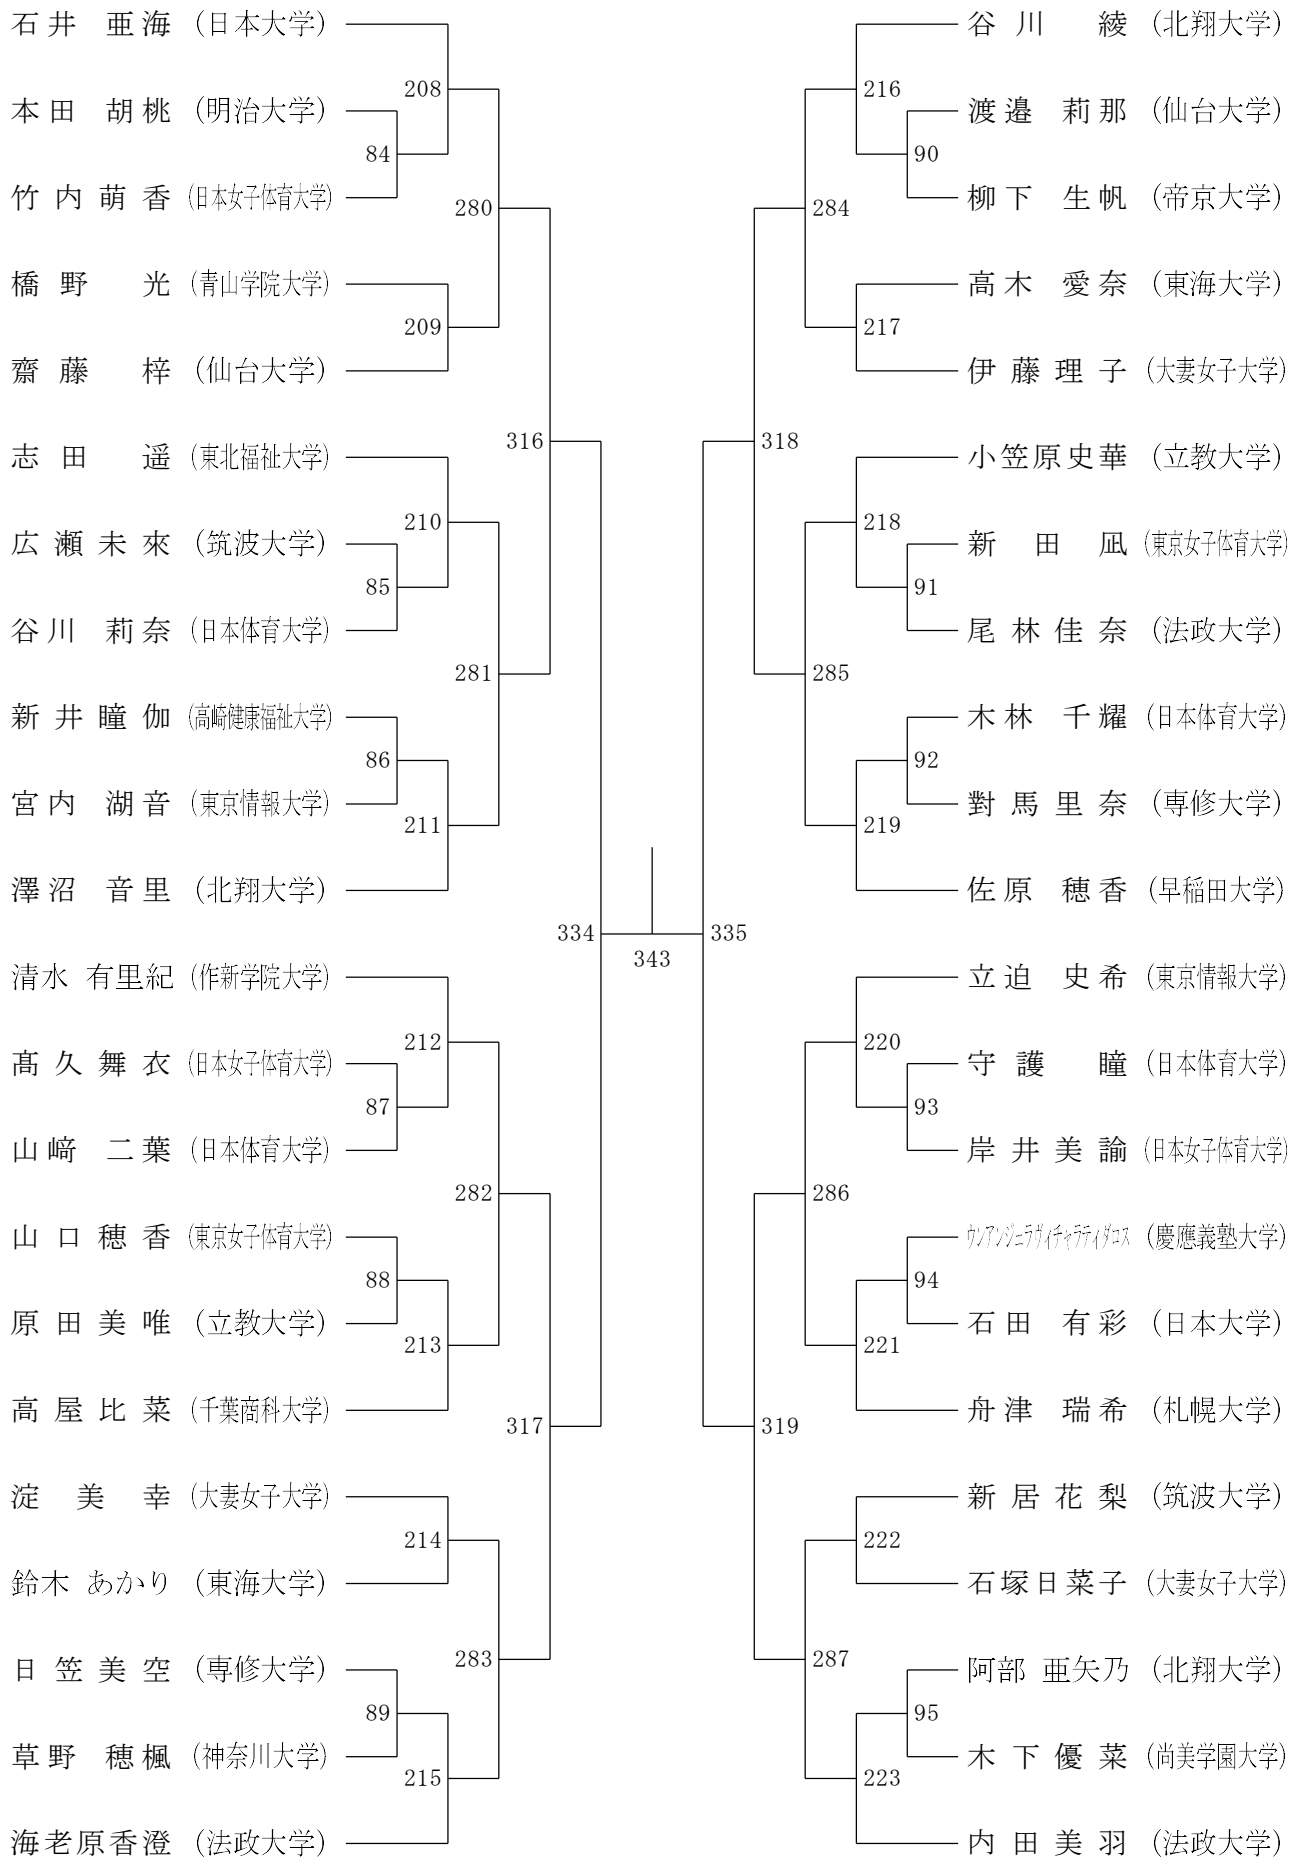 石井 亜海 (日本大学)
208
本田 胡桃 (明治大学)
84
竹内萌香 (日本女子体育大学)
280
橋野 光 (青山学院大学)
209
齋藤 梓 (仙台大学)
316
志田 遥 (東北福祉大学)
210
広瀬未來 (筑波大学)
85
谷川 莉奈 (日本体育大学)
281
新井瞳伽 (高崎健康福祉大学)
86
宮内 湖音 (東京情報大学)
211
澤沼 音里 (北翔大学)
334
清水 有里紀 (作新学院大学)
212
髙久舞衣 (日本女子体育大学)
87
山﨑 二葉 (日本体育大学)
282
山口穂香 (東京女子体育大学)
88
原田美唯 (立教大学)
213
高屋比菜 (千葉商科大学)
317
淀美幸 (大妻女子大学)
214
鈴木 あかり (東海大学)
283
日笠美空 (専修大学)
89
草野 穂楓 (神奈川大学)
215
海老原香澄 (法政大学)
343
谷川 綾 (北翔大学)
216
渡邉 莉那 (仙台大学)
90
柳下 生帆 (帝京大学)
284
高木 愛奈 (東海大学)
217
伊藤理子 (大妻女子大学)
318
小笠原史華 (立教大学)
218
新田凪 (東京女子体育大学)
91
尾林佳奈 (法政大学)
285
木林 千耀 (日本体育大学)
92
對馬里奈 (専修大学)
219
佐原 穂香 (早稲田大学)
335
立迫 史希 (東京情報大学)
220
守護 瞳 (日本体育大学)
93
岸井美諭 (日本女子体育大学)
286
ウンアンジェラヴィチャラティダコス (慶應義塾大学)
94
石田 有彩 (日本大学)
221
舟津 瑞希 (札幌大学)
319
新居花梨 (筑波大学)
222
石塚日菜子 (大妻女子大学)
287
阿部 亜矢乃 (北翔大学)
95
木下優菜 (尚美学園大学)
223
内田美羽 (法政大学)